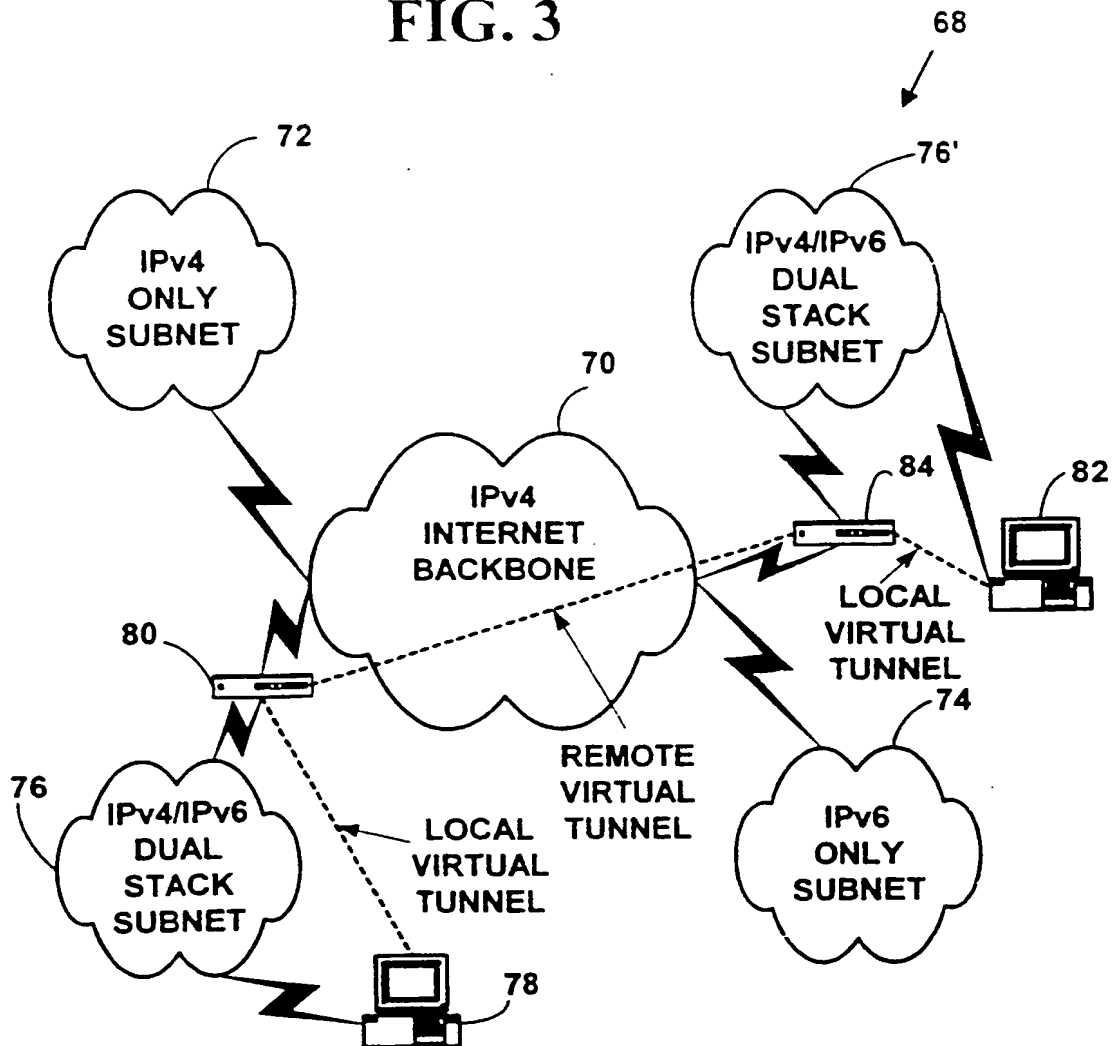 FIG. 3
68
72
76'
IPv4
ONLY
SUBNET
IPv4/IPv6
DUAL
STACK
SUBNET
70
84
82
IPv4
INTERNET
BACKBONE
LOCAL
VIRTUAL
TUNNEL
80
74
REMOTE
VIRTUAL
TUNNEL
76
IPv4/IPv6
DUAL
STACK
SUBNET
LOCAL
VIRTUAL
TUNNEL
IPv6
ONLY
SUBNET
78